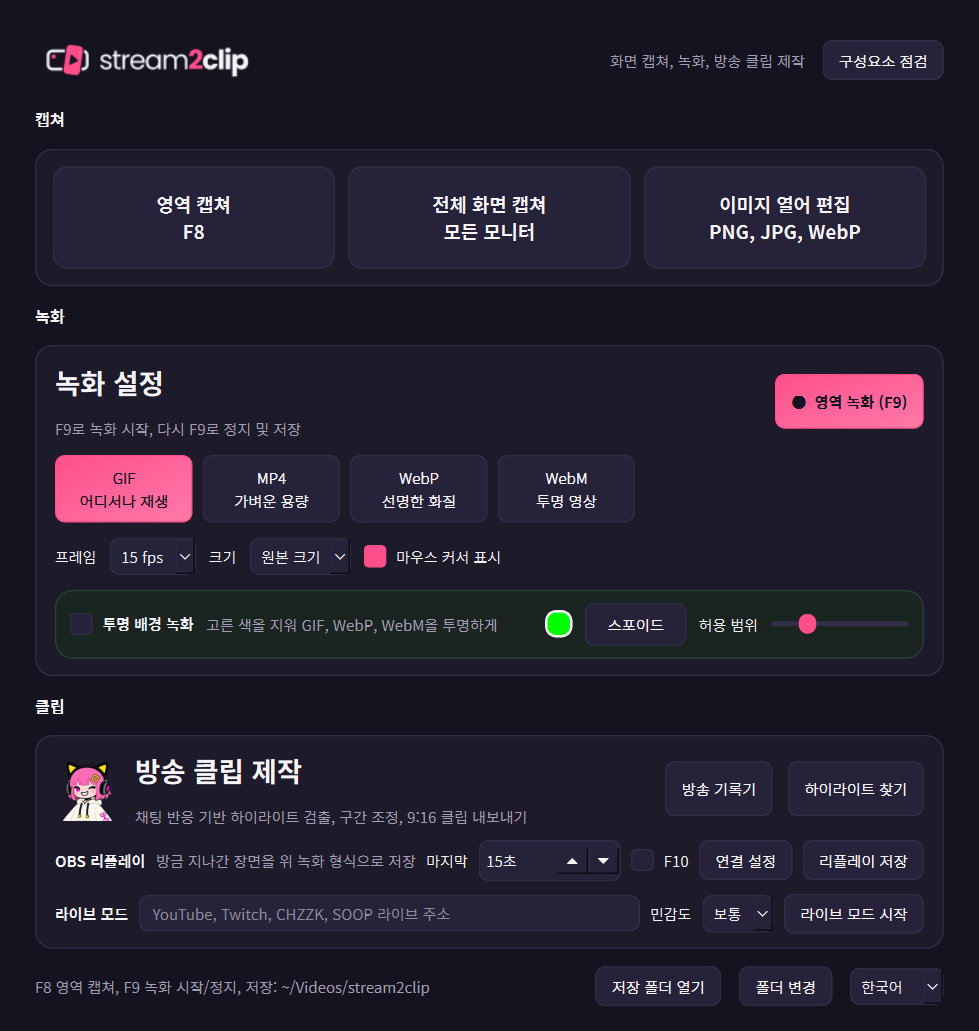 stream2clip
화면 캡쳐, 녹화, 방송 클립 제작
구성요소 점검
캡쳐
영역 캡쳐
F8
전체 화면 캡쳐
모든 모니터
이미지 열어 편집
PNG, JPG, WebP
녹화
녹화 설정
F9로 녹화 시작, 다시 F9로 정지 및 저장
● 영역 녹화 (F9)
GIF
어디서나 재생
MP4
가벼운 용량
WebP
선명한 화질
WebM
투명 영상
프레임 15 fps 크기 원본 크기 마우스 커서 표시
투명 배경 녹화 고른 색을 지워 GIF, WebP, WebM을 투명하게 스포이드 허용 범위
클립
방송 클립 제작
채팅 반응 기반 하이라이트 검출, 구간 조정, 9:16 클립 내보내기
방송 기록기 하이라이트 찾기
OBS 리플레이 방금 지나간 장면을 위 녹화 형식으로 저장 마지막 15초 F10 연결 설정 리플레이 저장
라이브 모드 YouTube, Twitch, CHZZK, SOOP 라이브 주소 민감도 보통 라이브 모드 시작
F8 영역 캡쳐, F9 녹화 시작/정지, 저장: ~/Videos/stream2clip 저장 폴더 열기 폴더 변경 한국어